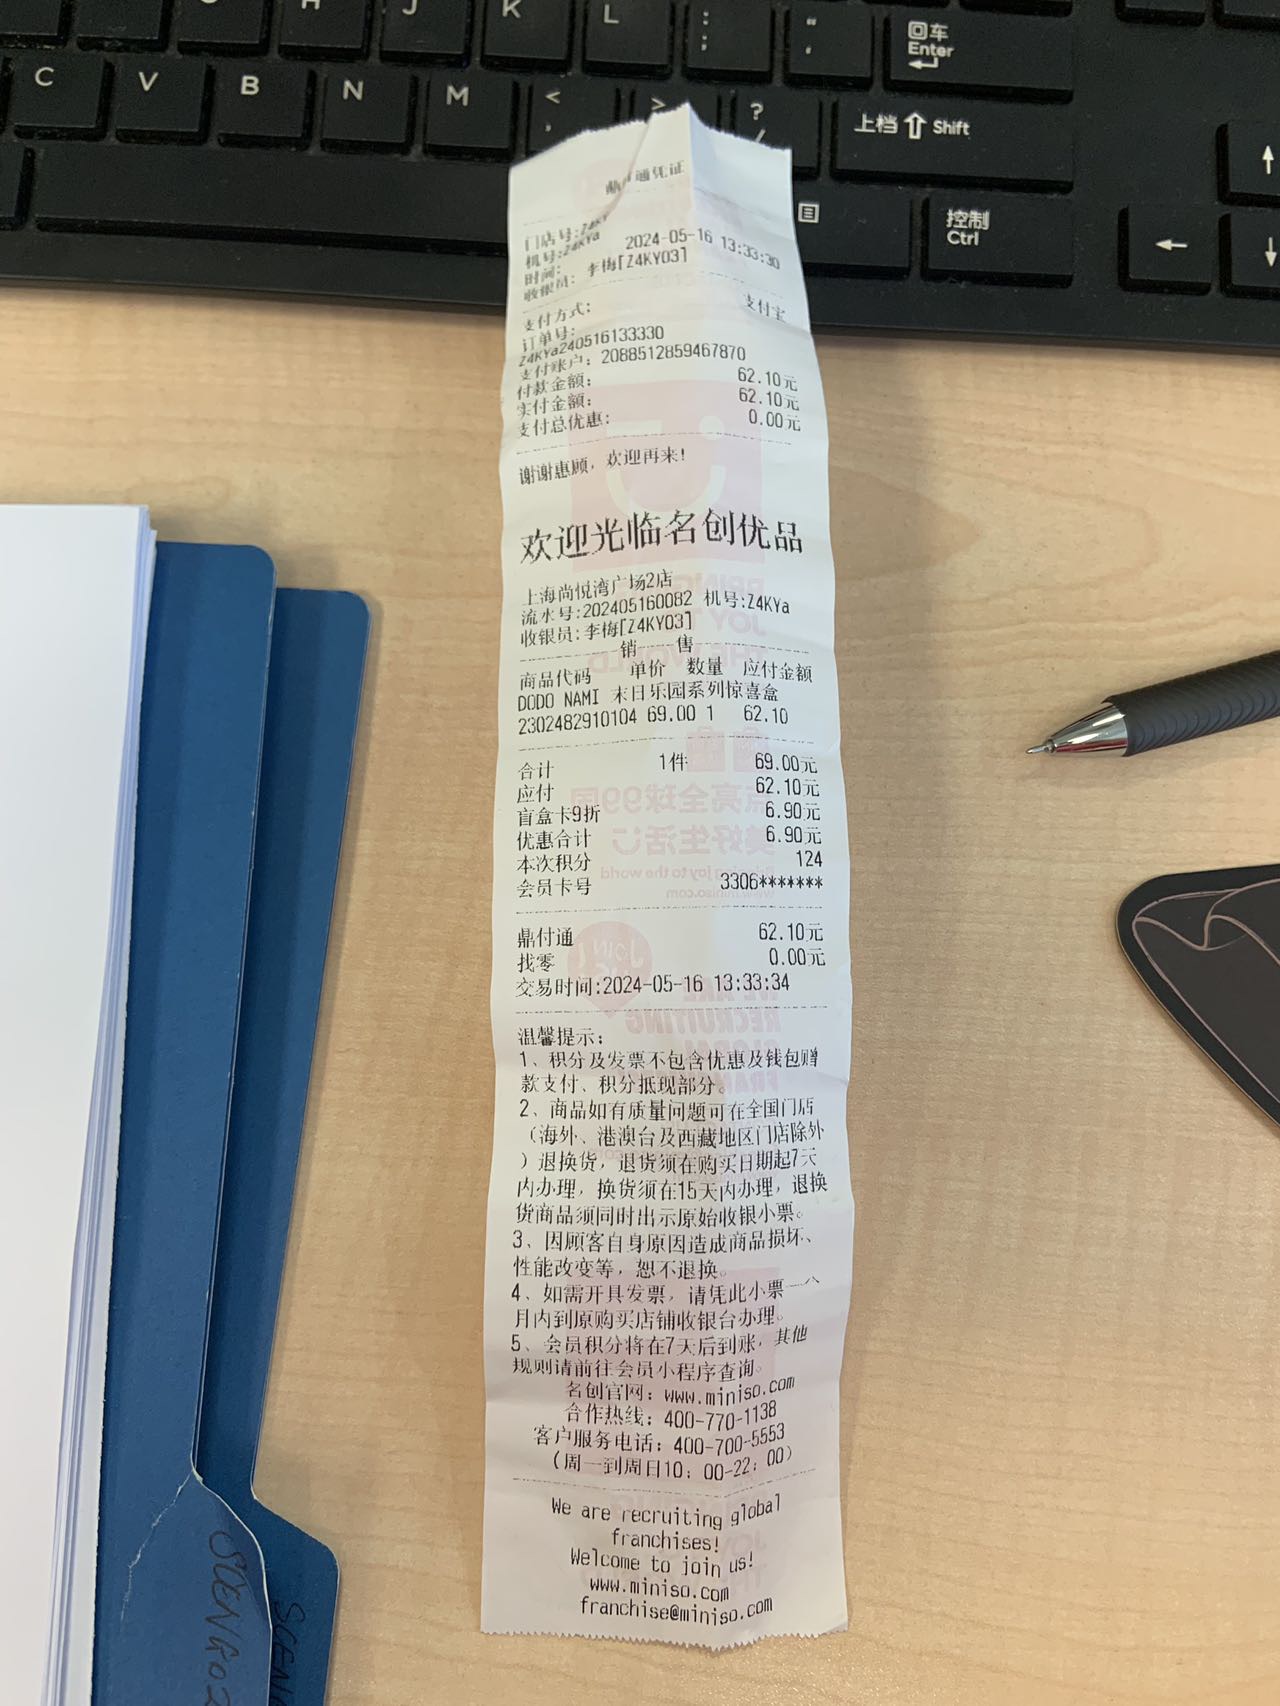 J
K
L
:
;
"
'
回车
Enter
C
V
B
N
M
<
,
>
?
/
上档 Shift
控制
Ctrl
通凭证
门店号:Z4KY
机号:Z4KYa
时间: 2024-05-16 13:33:30
收银员: 李梅[Z4KY03]
支付方式: 支付宝
订单号:
Z4KYa240516133330
支付账户: 2088512859467870
付款金额: 62.10元
实付金额: 62.10元
支付总优惠: 0.00元
谢谢惠顾，欢迎再来!
欢迎光临名创优品
上海尚悦湾广场2店
流水号:202405160082 机号:Z4KYa
收银员:李梅[Z4KY03]
销 售
商品代码 单价 数量 应付金额
DODO NAMI 末日乐园系列惊喜盒
2302482910104 69.00 1 62.10
合计 1件 69.00元
应付 62.10元
盲盒卡9折 6.90元
优惠合计 6.90元
本次积分 124
会员卡号 3306*******
鼎付通 62.10元
找零 0.00元
交易时间:2024-05-16 13:33:34
温馨提示:
1、积分及发票不包含优惠及钱包赠
款支付、积分抵现部分。
2、商品如有质量问题可在全国门店
（海外、港澳台及西藏地区门店除外
）退换货，退货须在购买日期起7天
内办理，换货须在15天内办理，退换
货商品须同时出示原始收银小票。
3、因顾客自身原因造成商品损坏、
性能改变等，恕不退换。
4、如需开具发票，请凭此小票一个
月内到原购买店铺收银台办理。
5、会员积分将在7天后到账，其他
规则请前往会员小程序查询。
名创官网: www.miniso.com
合作热线: 400-770-1138
客户服务电话: 400-700-5553
(周一到周日10: 00-22: 00)
We are recruiting global
franchises!
Welcome to join us!
www.miniso.com
franchise@miniso.com